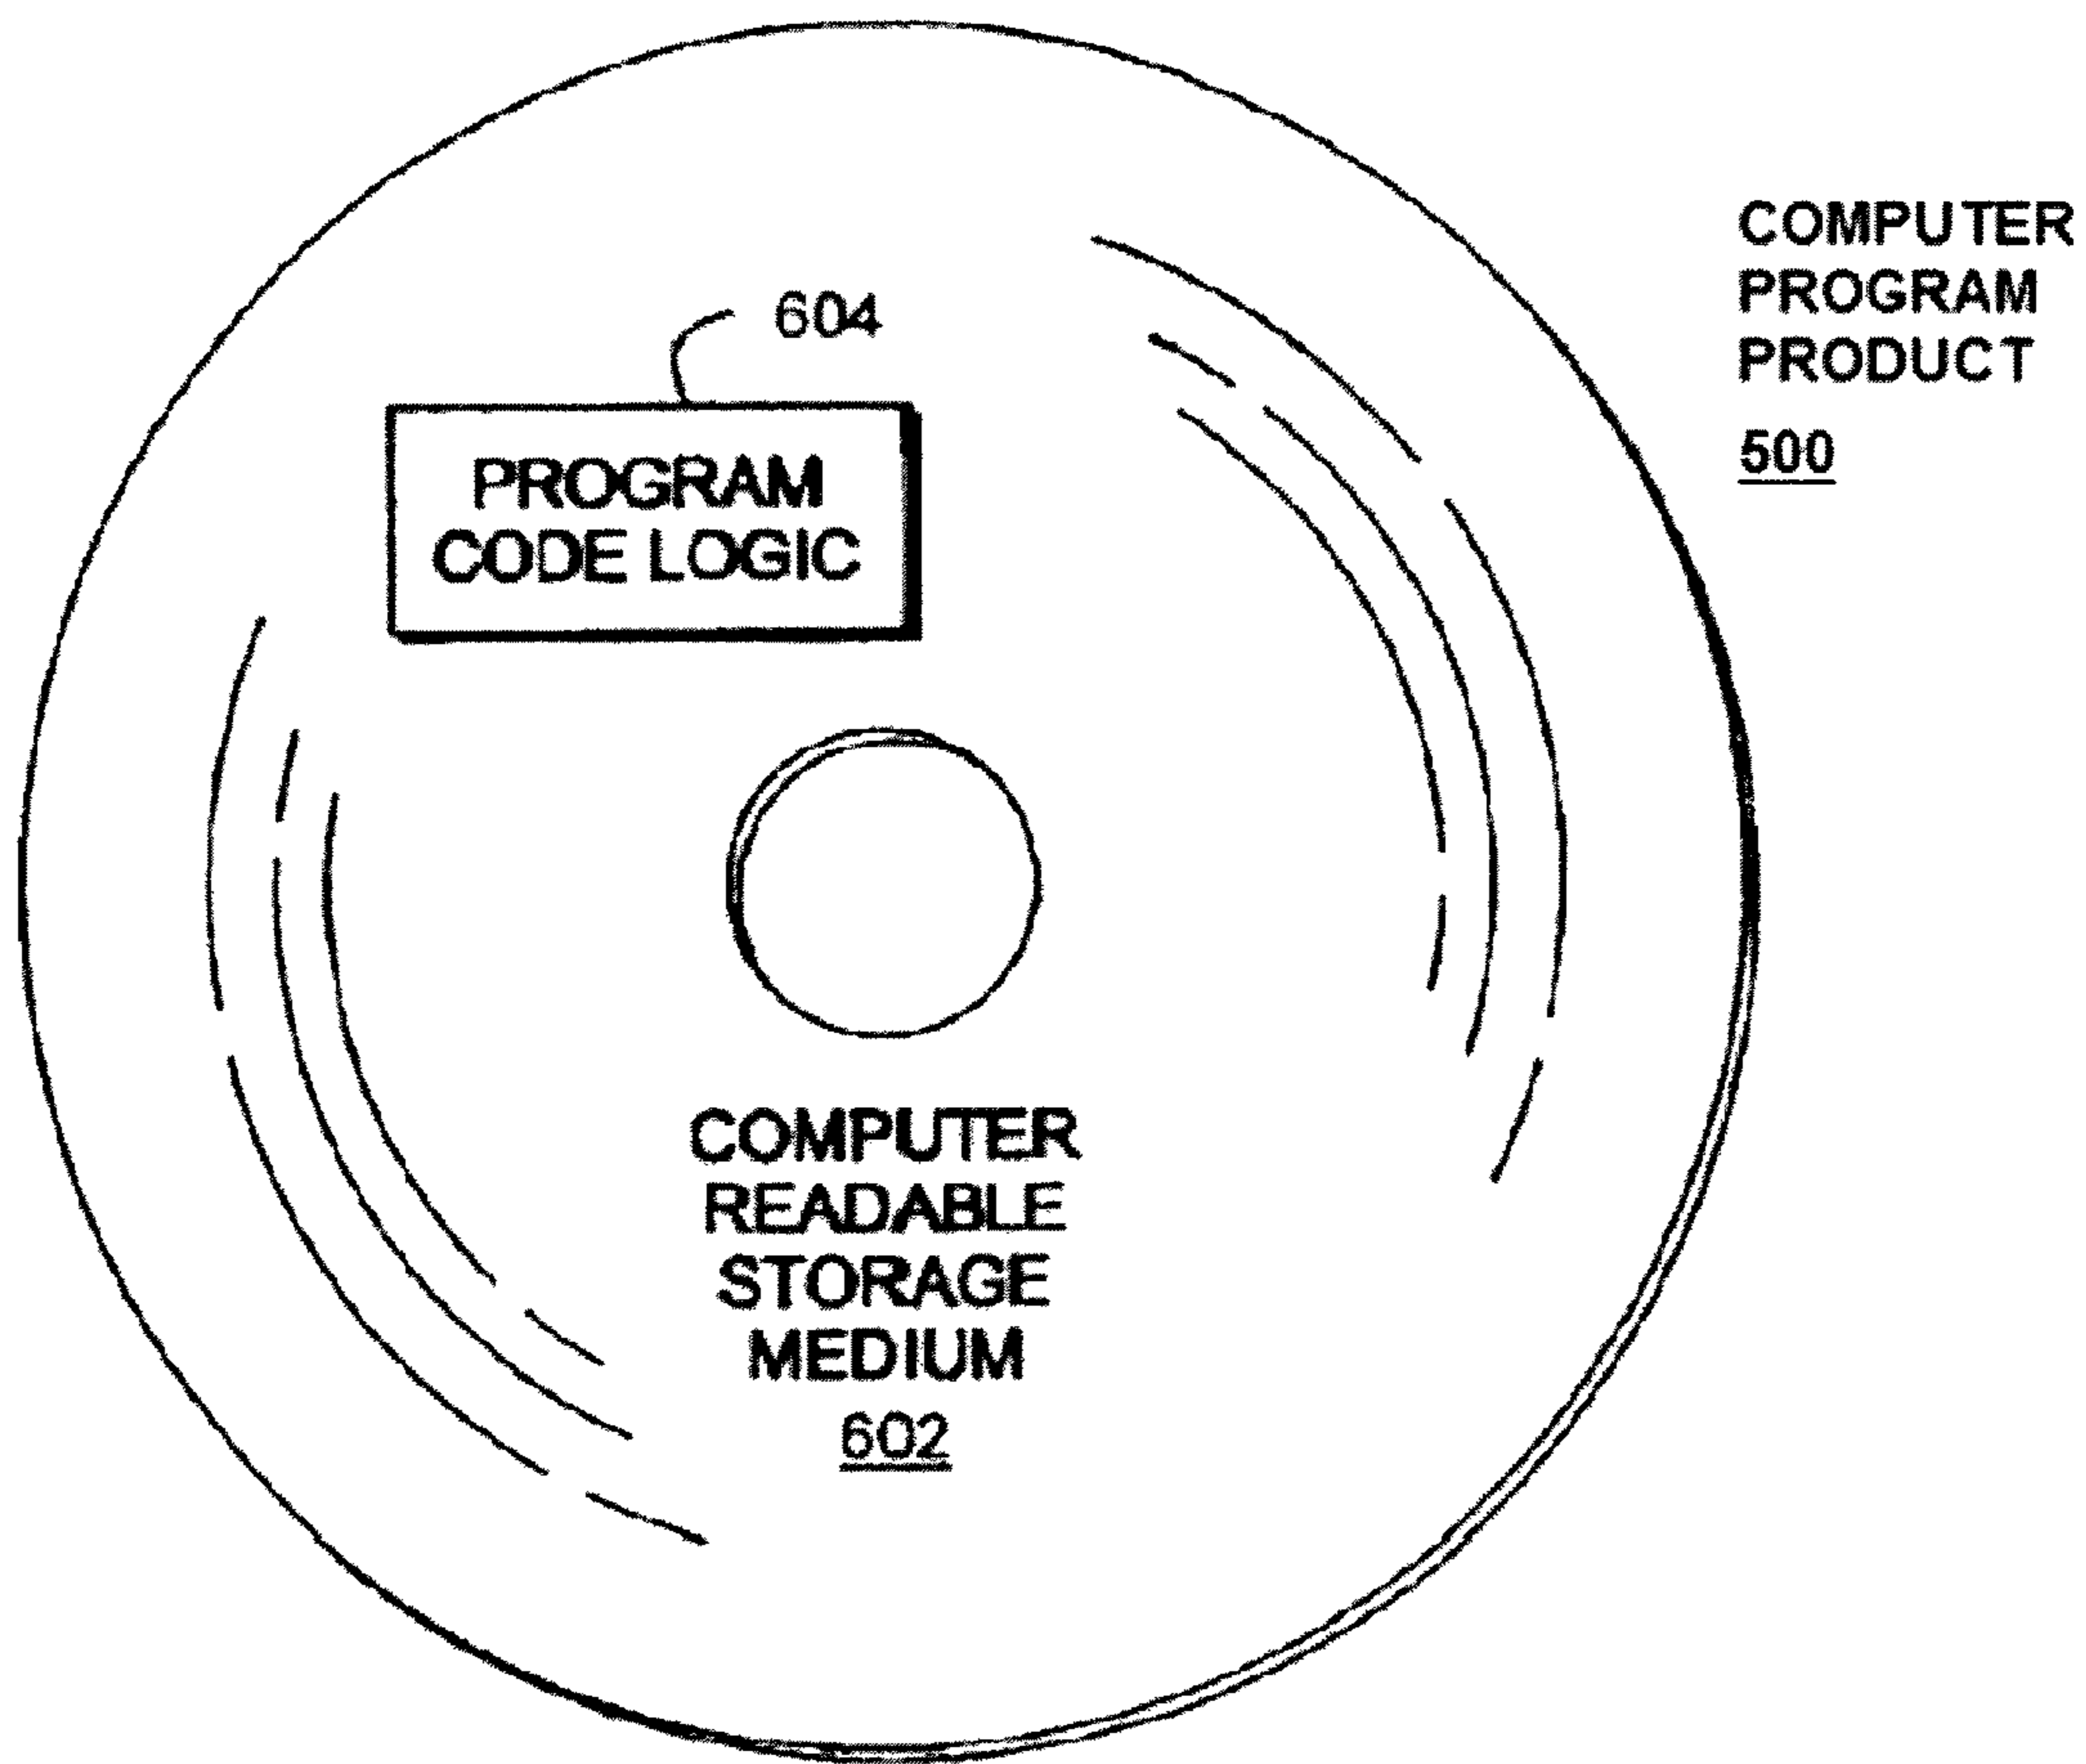 COMPUTER
PROGRAM
PRODUCT
500
604
PROGRAM
CODE LOGIC
COMPUTER
READABLE
STORAGE
MEDIUM
602